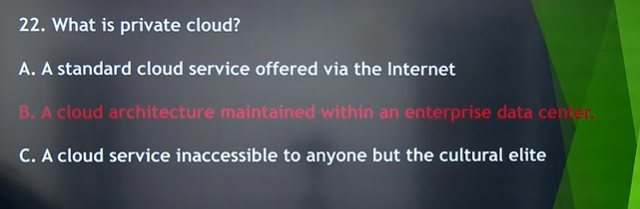 22. What is private cloud?
A. A standard cloud service offered via the Internet
B. A cloud architecture maintained within an enterprise data center.
C. A cloud service inaccessible to anyone but the cultural elite